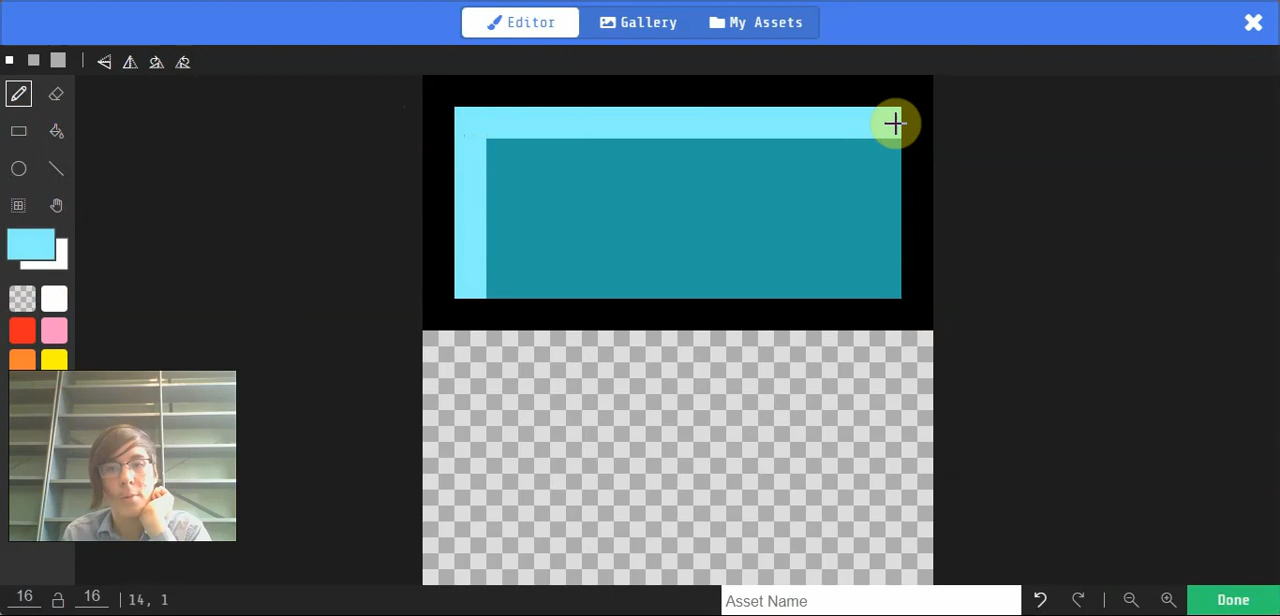 Editor
Gallery
My Assets
16
16
14, 1
Asset Name
Done